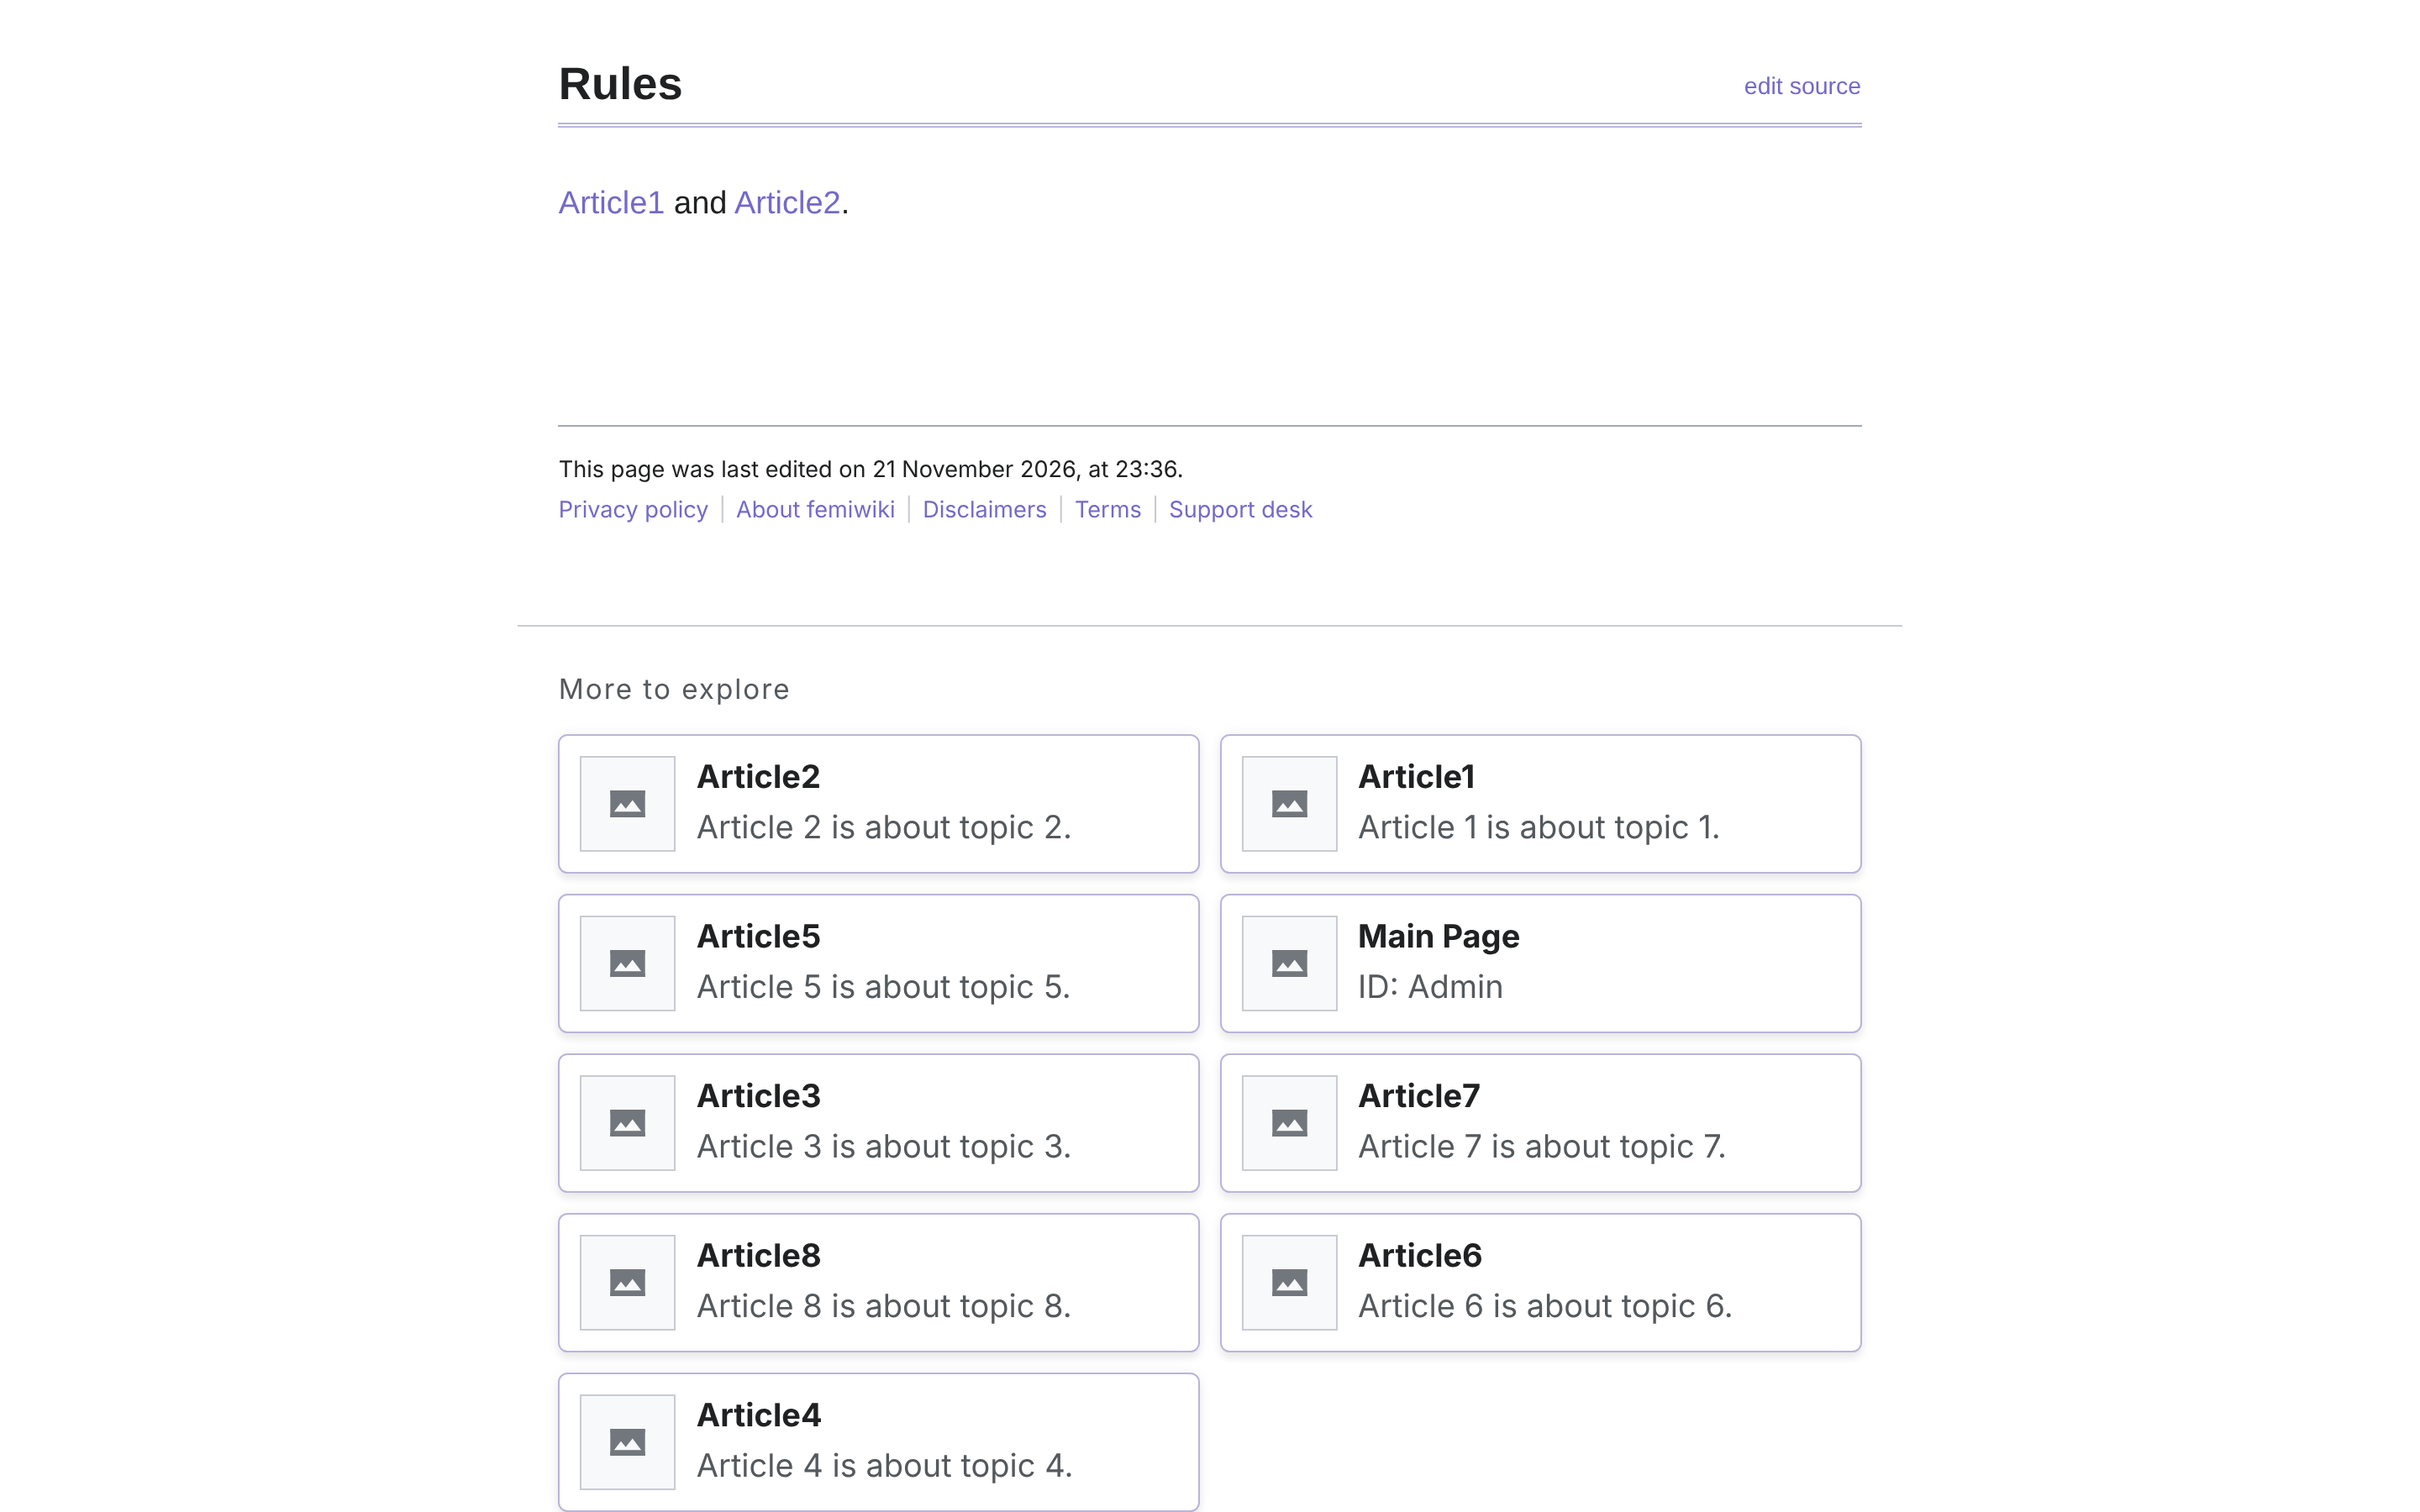 Rules
edit source
Article1 and Article2.
This page was last edited on 21 November 2026, at 23:36.
Privacy policy | About femiwiki | Disclaimers | Terms | Support desk
More to explore
Article2
Article 2 is about topic 2.
Article1
Article 1 is about topic 1.
Article5
Article 5 is about topic 5.
Main Page
ID: Admin
Article3
Article 3 is about topic 3.
Article7
Article 7 is about topic 7.
Article8
Article 8 is about topic 8.
Article6
Article 6 is about topic 6.
Article4
Article 4 is about topic 4.